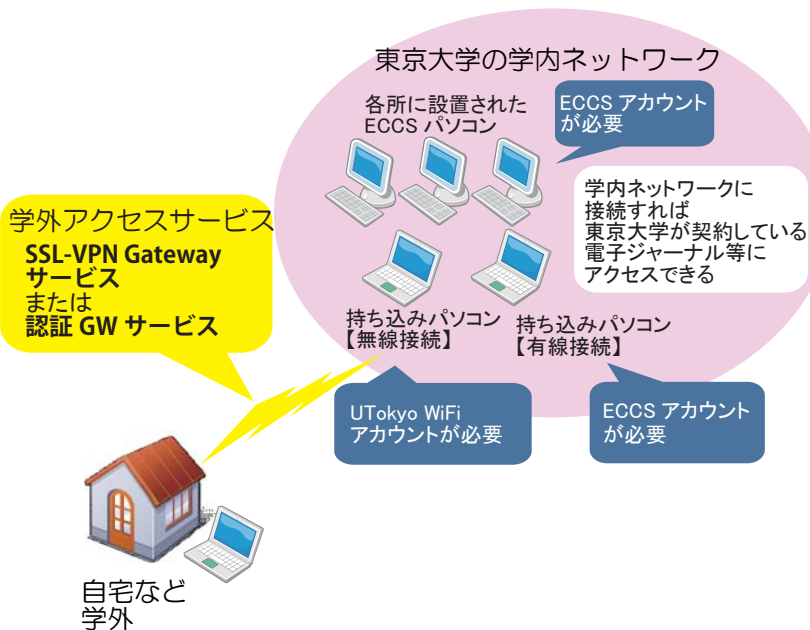 東京大学の学内ネットワーク
各所に設置された
ECCS パソコン
ECCS アカウント
が必要
学内ネットワークに
接続すれば
東京大学が契約している
電子ジャーナル等に
アクセスできる
学外アクセスサービス
SSL-VPN Gateway
サービス
または
認証 GW サービス
持ち込みパソコン
【無線接続】
持ち込みパソコン
【有線接続】
UTokyo WiFi
アカウントが必要
ECCS アカウント
が必要
自宅など
学外